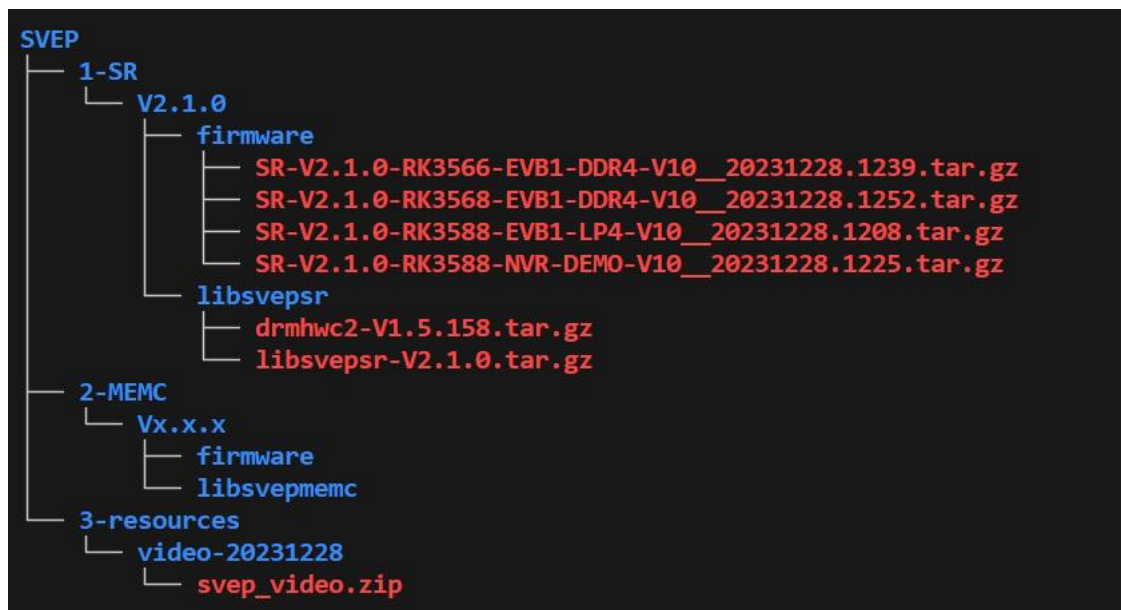 SVEP
1-SR
V2.1.0
firmware
SR-V2.1.0-RK3566-EVB1-DDR4-V10__20231228.1239.tar.gz
SR-V2.1.0-RK3568-EVB1-DDR4-V10__20231228.1252.tar.gz
SR-V2.1.0-RK3588-EVB1-LP4-V10__20231228.1208.tar.gz
SR-V2.1.0-RK3588-NVR-DEMO-V10__20231228.1225.tar.gz
libsvepsr
drmhwc2-V1.5.158.tar.gz
libsvepsr-V2.1.0.tar.gz
2-MEMC
Vx.x.x
firmware
libsvepmemc
3-resources
video-20231228
svep_video.zip